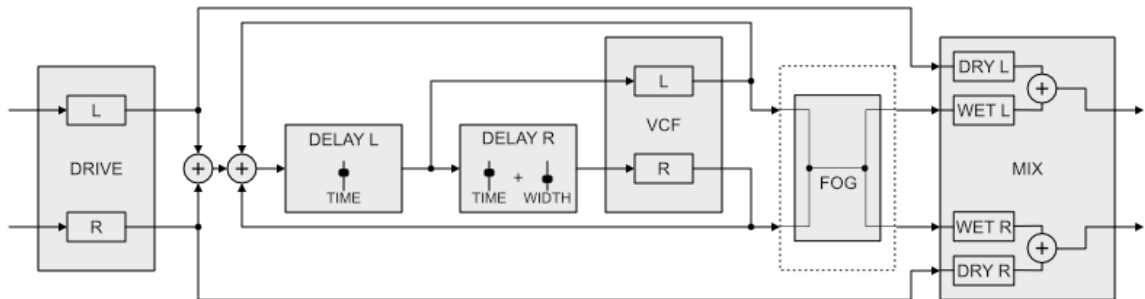 L
DRIVE
R
DELAY L
TIME
DELAY R
+
TIME WIDTH
L
VCF
R
FOG
DRY L
WET L
MIX
WET R
DRY R
+
+
+
+